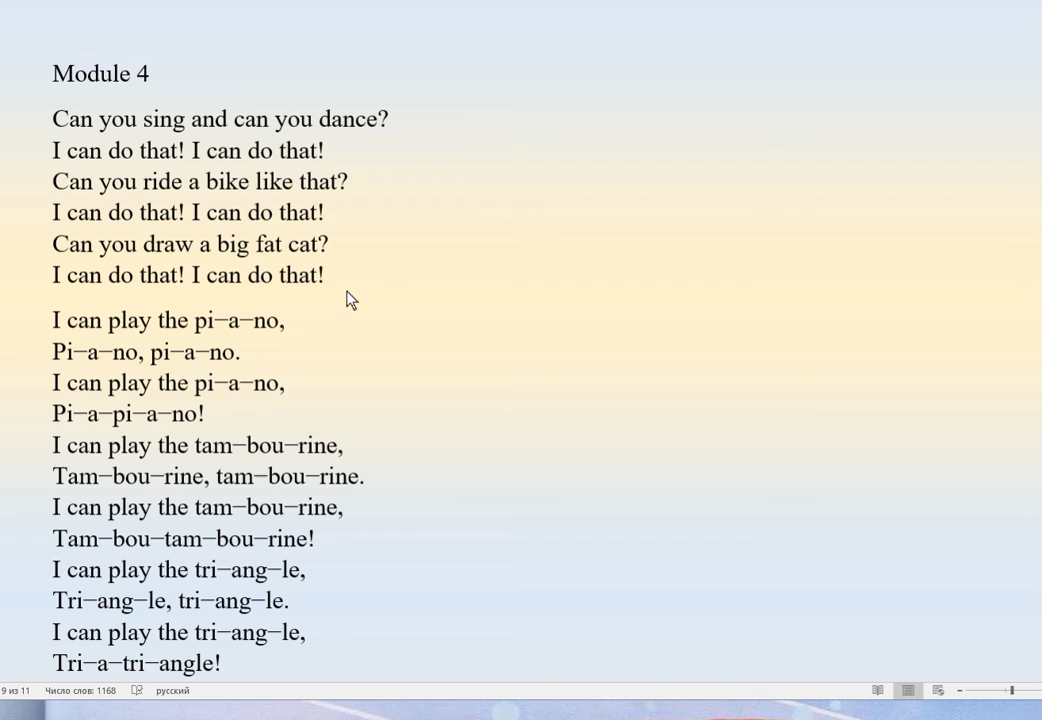 Module 4
Can you sing and can you dance?
I can do that! I can do that!
Can you ride a bike like that?
I can do that! I can do that!
Can you draw a big fat cat?
I can do that! I can do that!
I can play the pi−a−no,
Pi−a−no, pi−a−no.
I can play the pi−a−no,
Pi−a−pi−a−no!
I can play the tam−bou−rine,
Tam−bou−rine, tam−bou−rine.
I can play the tam−bou−rine,
Tam−bou−tam−bou−rine!
I can play the tri−ang−le,
Tri−ang−le, tri−ang−le.
I can play the tri−ang−le,
Tri−a−tri−angle!
9 из 11 Число слов: 1168 русский